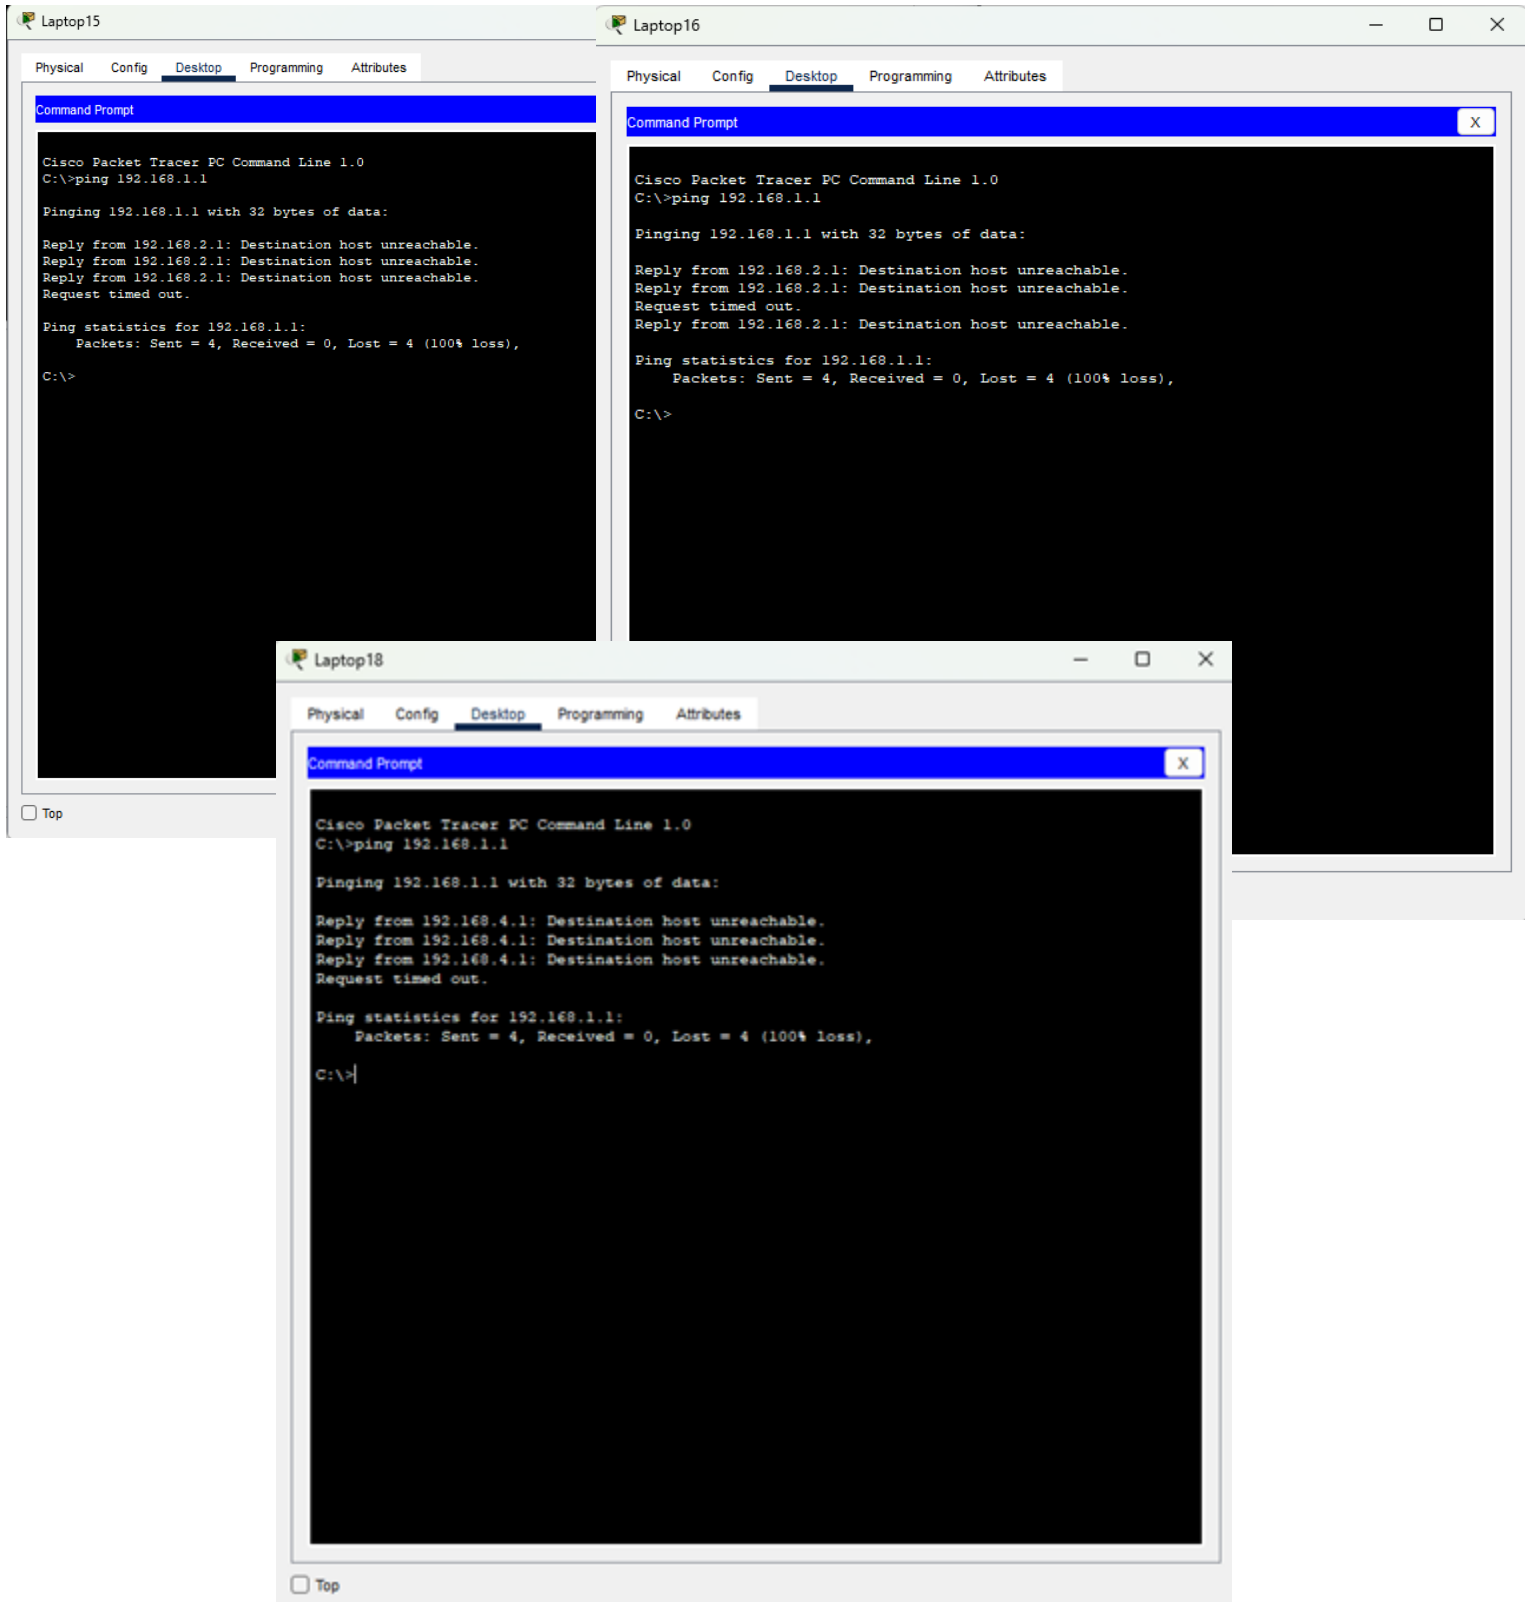 Laptop15
Physical Config Desktop Programming Attributes
Command Prompt
Cisco Packet Tracer PC Command Line 1.0
C:\>ping 192.168.1.1
Pinging 192.168.1.1 with 32 bytes of data:
Reply from 192.168.2.1: Destination host unreachable.
Reply from 192.168.2.1: Destination host unreachable.
Reply from 192.168.2.1: Destination host unreachable.
Request timed out.
Ping statistics for 192.168.1.1:
Packets: Sent = 4, Received = 0, Lost = 4 (100% loss),
C:\>
Top
Laptop16
Physical Config Desktop Programming Attributes
Command Prompt
X
Cisco Packet Tracer PC Command Line 1.0
C:\>ping 192.168.1.1
Pinging 192.168.1.1 with 32 bytes of data:
Reply from 192.168.2.1: Destination host unreachable.
Reply from 192.168.2.1: Destination host unreachable.
Request timed out.
Reply from 192.168.2.1: Destination host unreachable.
Ping statistics for 192.168.1.1:
Packets: Sent = 4, Received = 0, Lost = 4 (100% loss),
C:\>
Laptop18
Physical Config Desktop Programming Attributes
Command Prompt
X
Cisco Packet Tracer PC Command Line 1.0
C:\>ping 192.168.1.1
Pinging 192.168.1.1 with 32 bytes of data:
Reply from 192.168.4.1: Destination host unreachable.
Reply from 192.168.4.1: Destination host unreachable.
Reply from 192.168.4.1: Destination host unreachable.
Request timed out.
Ping statistics for 192.168.1.1:
Packets: Sent = 4, Received = 0, Lost = 4 (100% loss),
C:\>
Top